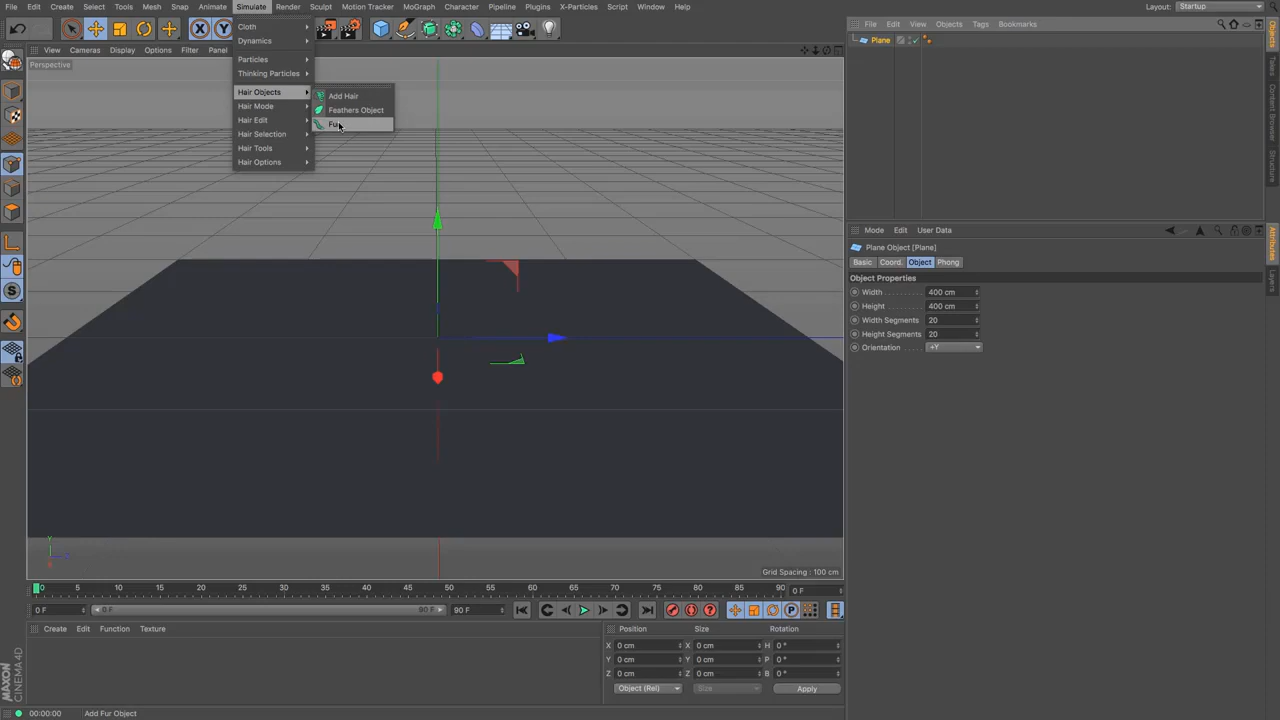 File Edit Create Select Tools Mesh Snap Animate Simulate Render Sculpt Motion Tracker MoGraph Character Pipeline Plugins X-Particles Script Window Help Layout: Startup
File Edit View Objects Tags Bookmarks
View Cameras Display Options Filter Panel
Perspective
Plane
Cloth
Dynamics
Particles
Thinking Particles
Hair Objects
Hair Mode
Hair Edit
Hair Selection
Hair Tools
Hair Options
Add Hair
Feathers Object
X Y
S
Objects
Takes
Content Browser
Structure
Mode Edit User Data
Plane Object [Plane]
Basic Coord. Object Phong
Object Properties
Width 400 cm
Height 400 cm
Width Segments 20
Height Segments 20
Orientation +Y
Attributes
Layers
Y
Grid Spacing : 100 cm
0 5 10 15 20 25 30 35 40 45 50 55 60 65 70 75 80 85 90 0 F
0 F 0 F 90 F 90 F P
Create Edit Function Texture
Position Size Rotation
X 0 cm X 0 cm H 0 °
Y 0 cm Y 0 cm P 0 °
Z 0 cm Z 0 cm B 0 °
Object (Rel) Size Apply
MAXON
CINEMA 4D
00:00:00 Add Fur Object